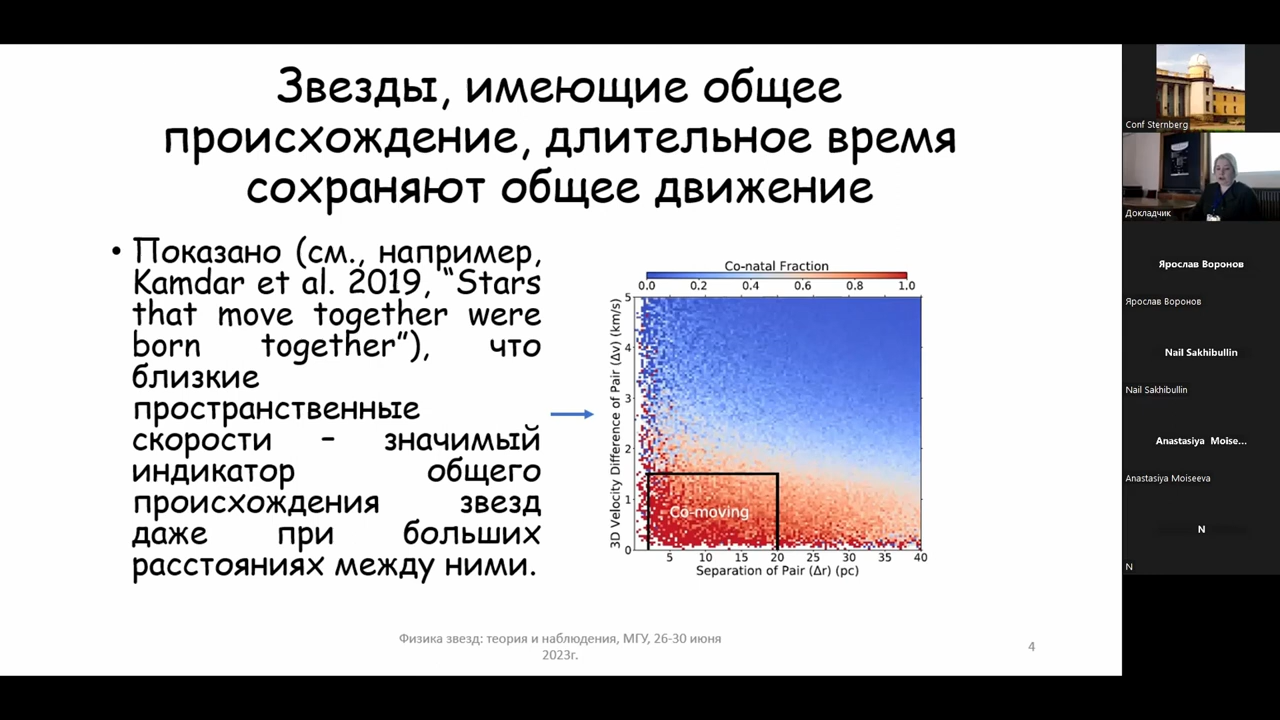 Звезды, имеющие общее
происхождение, длительное время
сохраняют общее движение
• Показано (см., например,
Kamdar et al. 2019, “Stars
that move together were
born together”), что
близкие
пространственные
скорости – значимый
индикатор общего
происхождения звезд
даже при больших
расстояниях между ними.
Co-natal Fraction
0.0 0.2 0.4 0.6 0.8 1.0
3D Velocity Difference of Pair (Δv) (km/s)
5
4
3
2
1
0
Co-moving
5 10 15 20 25 30 35 40
Separation of Pair (Δr) (pc)
Физика звезд: теория и наблюдения, МГУ, 26-30 июня
2023г.
4
Conf Sternberg
Докладчик
Ярослав Воронов
Ярослав Воронов
Nail Sakhibullin
Nail Sakhibullin
Anastasiya Moise...
Anastasiya Moiseeva
N
N